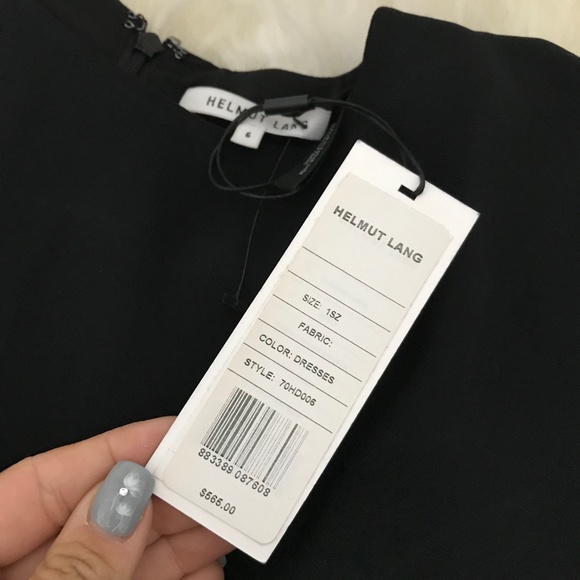 HELMUT LANG
6
HELMUT LANG
SIZE: 1SZ
FABRIC:
COLOR: DRESSES
STYLE: 70HD006
883389 087608
$565.00